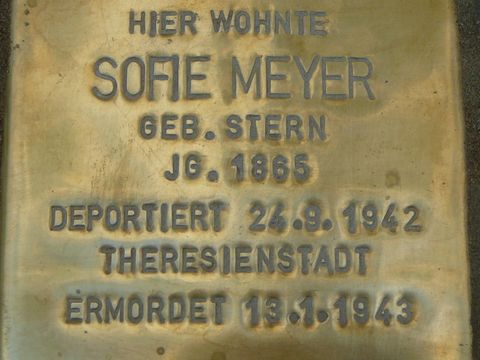 HIER WOHNTE
SOFIE MEYER
GEB. STERN
JG. 1865
DEPORTIERT 24.9.1942
THERESIENSTADT
ERMORDET 13.1.1943